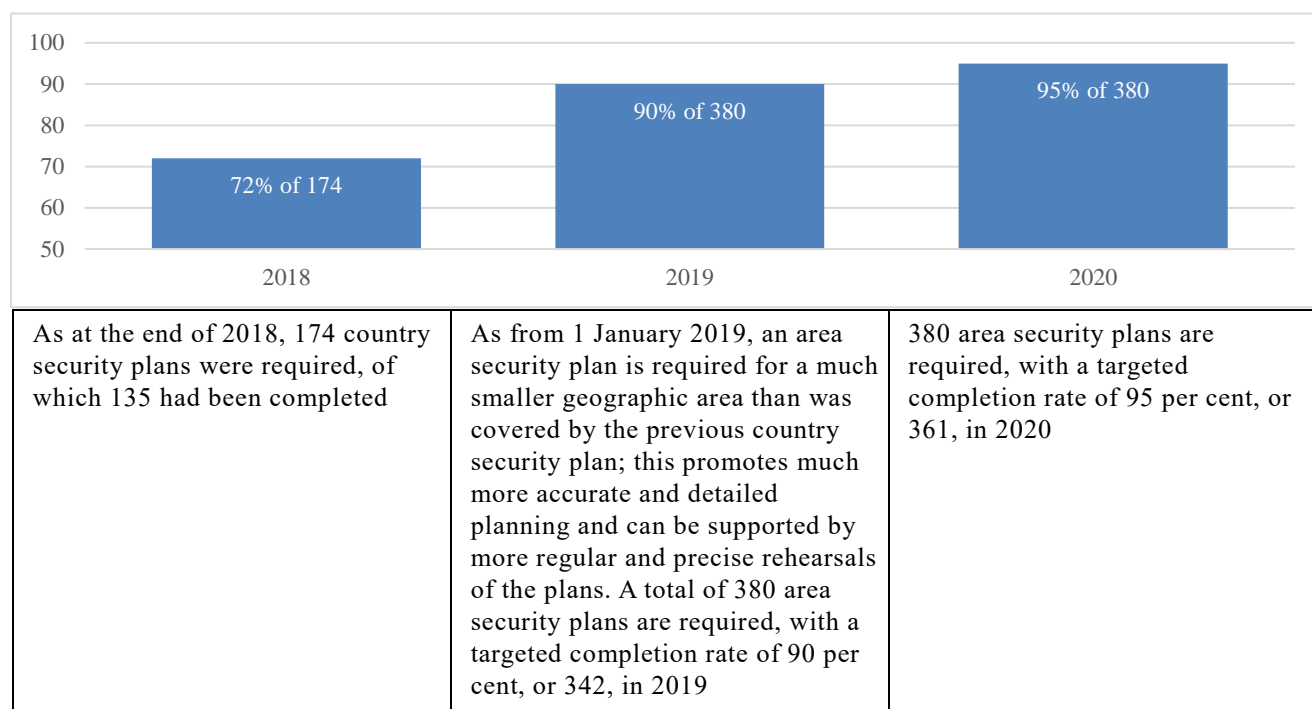 100
90
80
70
60
50
72% of 174
90% of 380
95% of 380
2018
2019
2020
As at the end of 2018, 174 country
security plans were required, of
which 135 had been completed
As from 1 January 2019, an area
security plan is required for a much
smaller geographic area than was
covered by the previous country
security plan; this promotes much
more accurate and detailed
planning and can be supported by
more regular and precise rehearsals
of the plans. A total of 380 area
security plans are required, with a
targeted completion rate of 90 per
cent, or 342, in 2019
380 area security plans are
required, with a targeted
completion rate of 95 per cent, or
361, in 2020